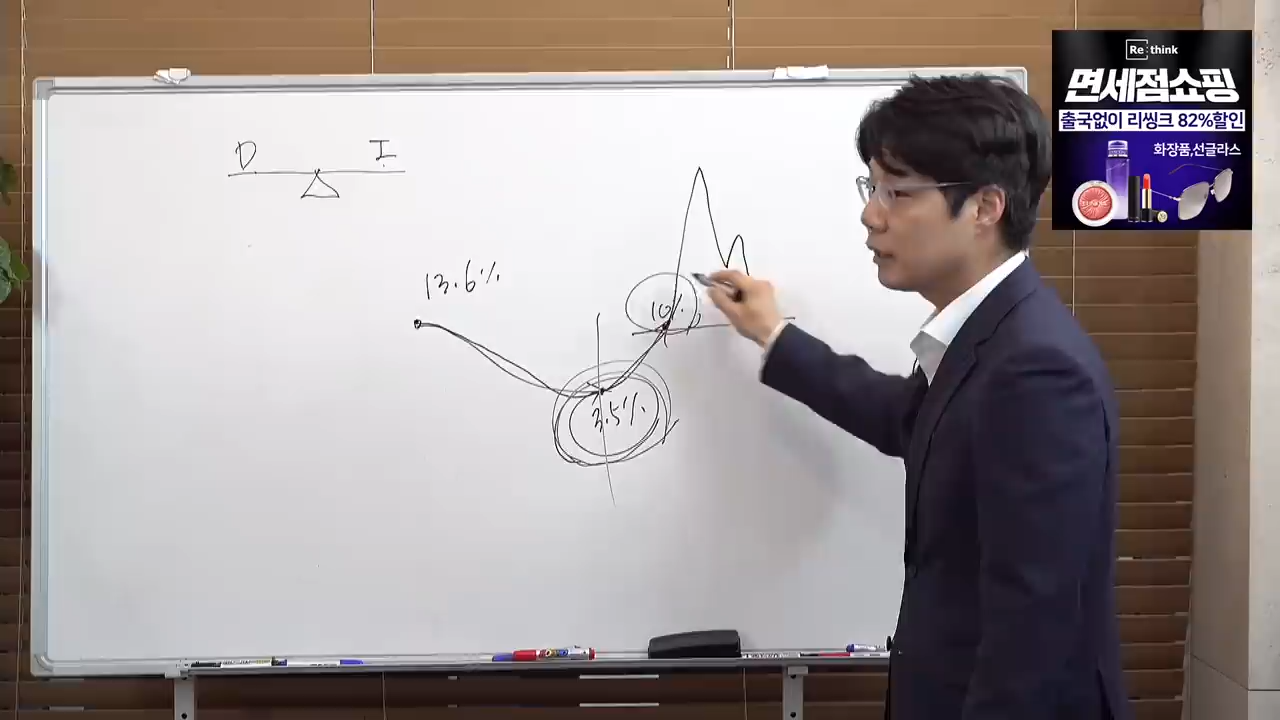 D I
13.6%
10%
3.5%
Re:think
면세점쇼핑
출국없이 리씽크 82%할인
화장품,선글라스